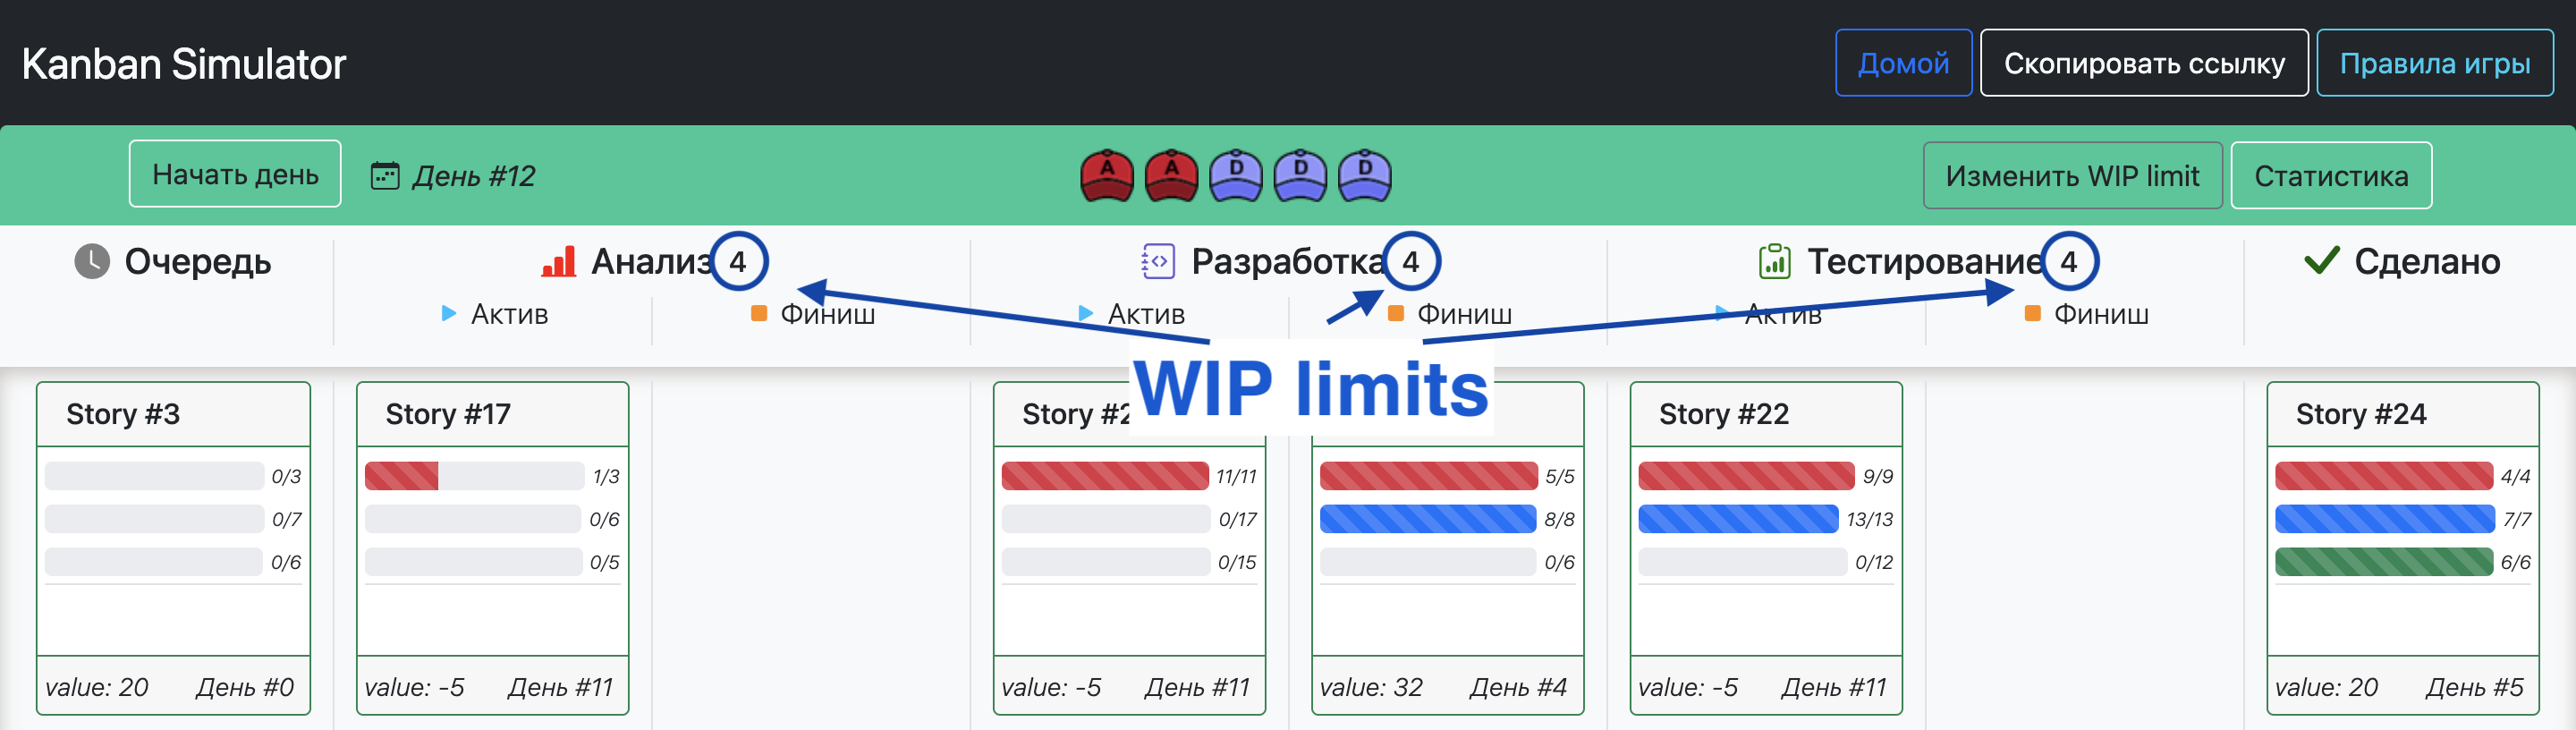 Kanban Simulator
Домой
Скопировать ссылку
Правила игры
Начать день
День #12
A A D D D
Изменить WIP limit
Статистика
Очередь
Анализ 4
Разработка 4
Тестирование 4
Сделано
Актив
Финиш
Актив
Финиш
Актив
Финиш
WIP limits
Story #3
0/3
0/7
0/6
value: 20 День #0
Story #17
1/3
0/6
0/5
value: -5 День #11
Story #2
11/11
0/17
0/15
value: -5 День #11
5/5
8/8
0/6
value: 32 День #4
Story #22
9/9
13/13
0/12
value: -5 День #11
Story #24
4/4
7/7
6/6
value: 20 День #5